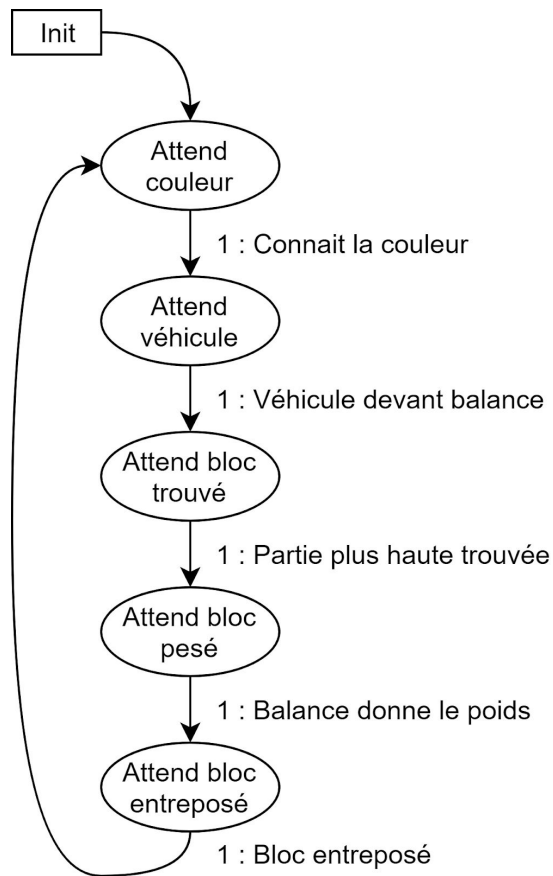 Init
Attend
couleur
1 : Connait la couleur
Attend
véhicule
1 : Véhicule devant balance
Attend bloc
trouvé
1 : Partie plus haute trouvée
Attend bloc
pesé
1 : Balance donne le poids
Attend bloc
entreposé
1 : Bloc entreposé